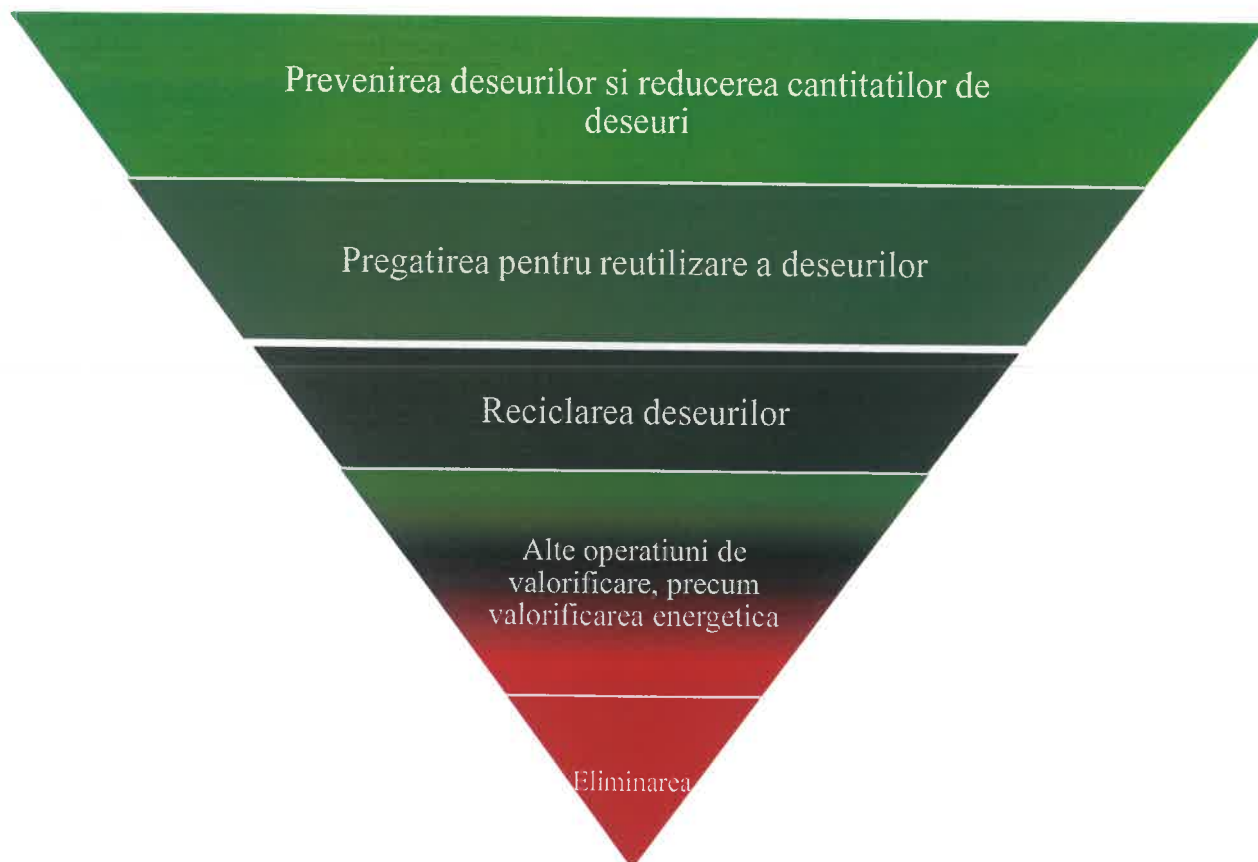 Prevenirea deseurilor si reducerea cantitatilor de
deseuri
Pregatirea pentru reutilizare a deseurilor
Reciclarea deseurilor
Alte operatiuni de
valorificare, precum
valorificarea energetica
Eliminarea